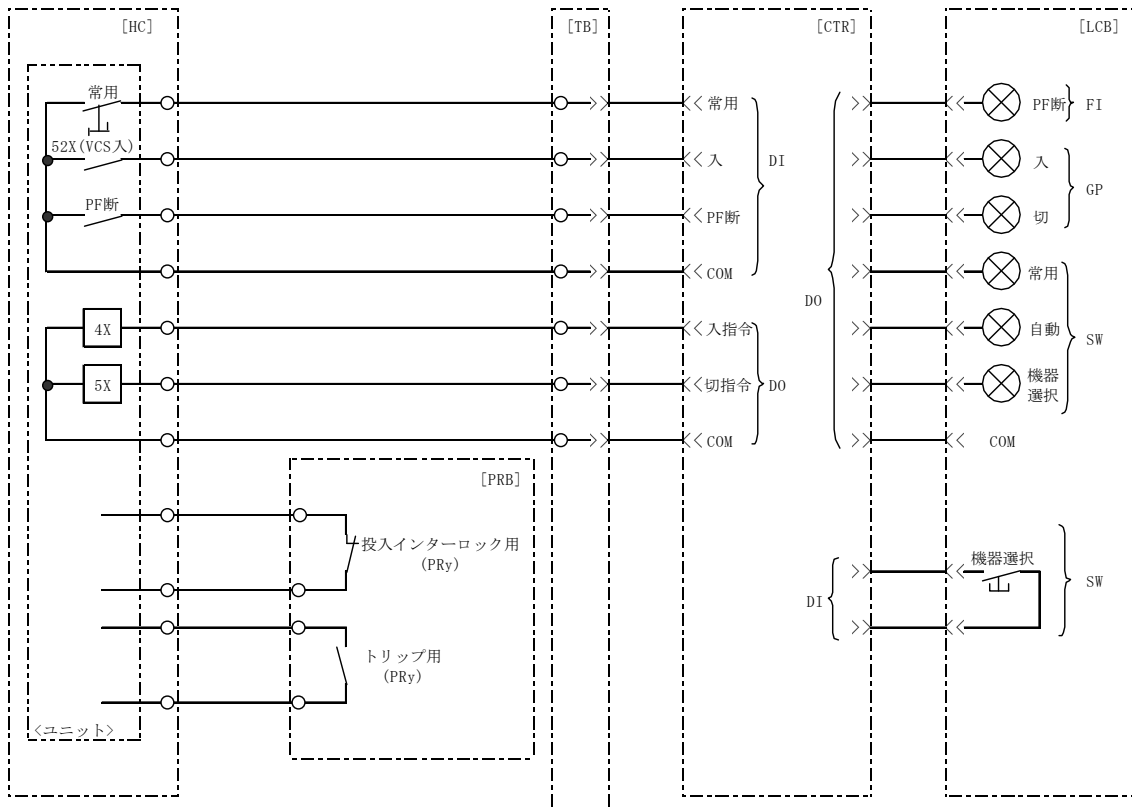 [HC]
[TB]
[CTR]
[LCB]
常用
常用
PF断
FI
52X(VCS入)
入
DI
入
GP
PF断
PF断
切
COM
常用
DO
4X
入指令
自動
SW
5X
切指令
DO
機器
選択
COM
COM
[PRB]
投入インターロック用
(PRy)
機器選択
DI
SW
トリップ用
(PRy)
<ユニット>